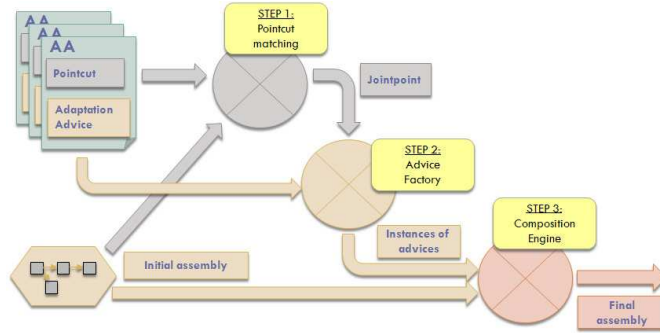 AA
AA
AA
Pointcut
Adaptation
Advice
STEP 1:
Pointcut
matching
Jointpoint
STEP 2:
Advice
Factory
STEP 3:
Composition
Engine
Instances of
advices
Initial assembly
Final
assembly